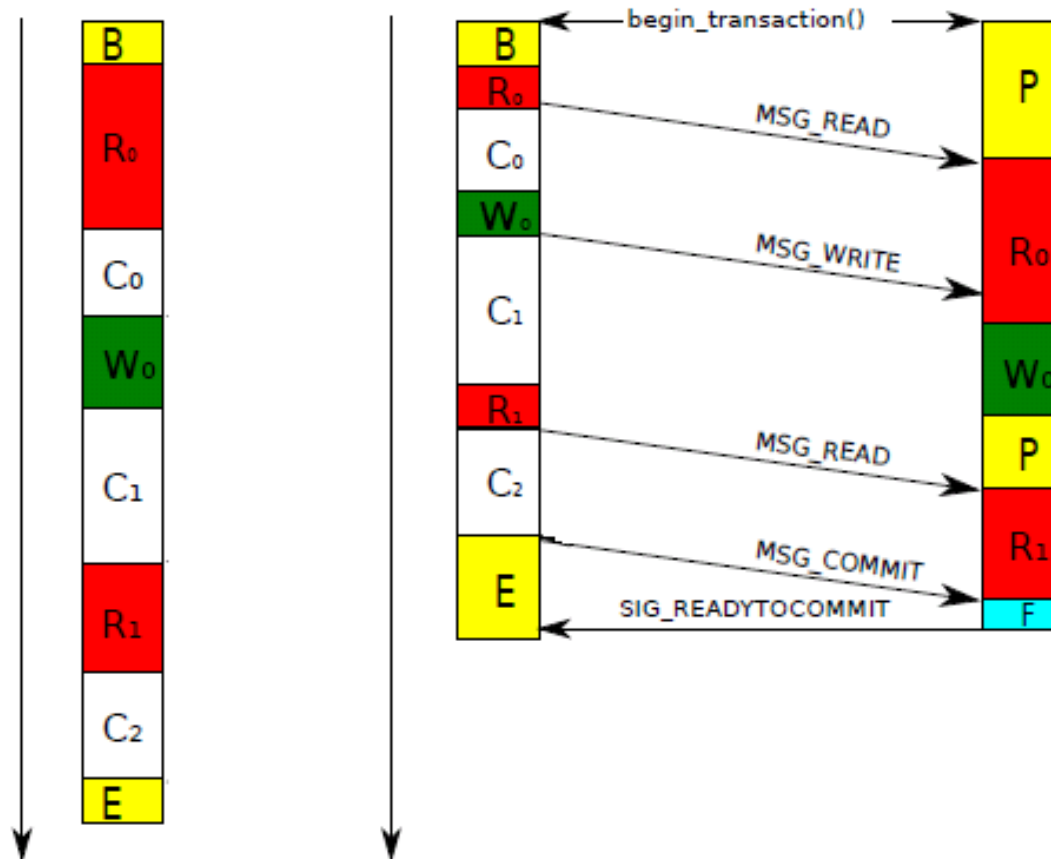 B
R₀
C₀
W₀
C₁
R₁
C₂
E
begin_transaction()
B
R₀
C₀
W₀
C₁
R₁
C₂
E
MSG_READ
MSG_WRITE
MSG_READ
MSG_COMMIT
SIG_READYTOCOMMIT
P
R₀
W₀
P
R₁
F